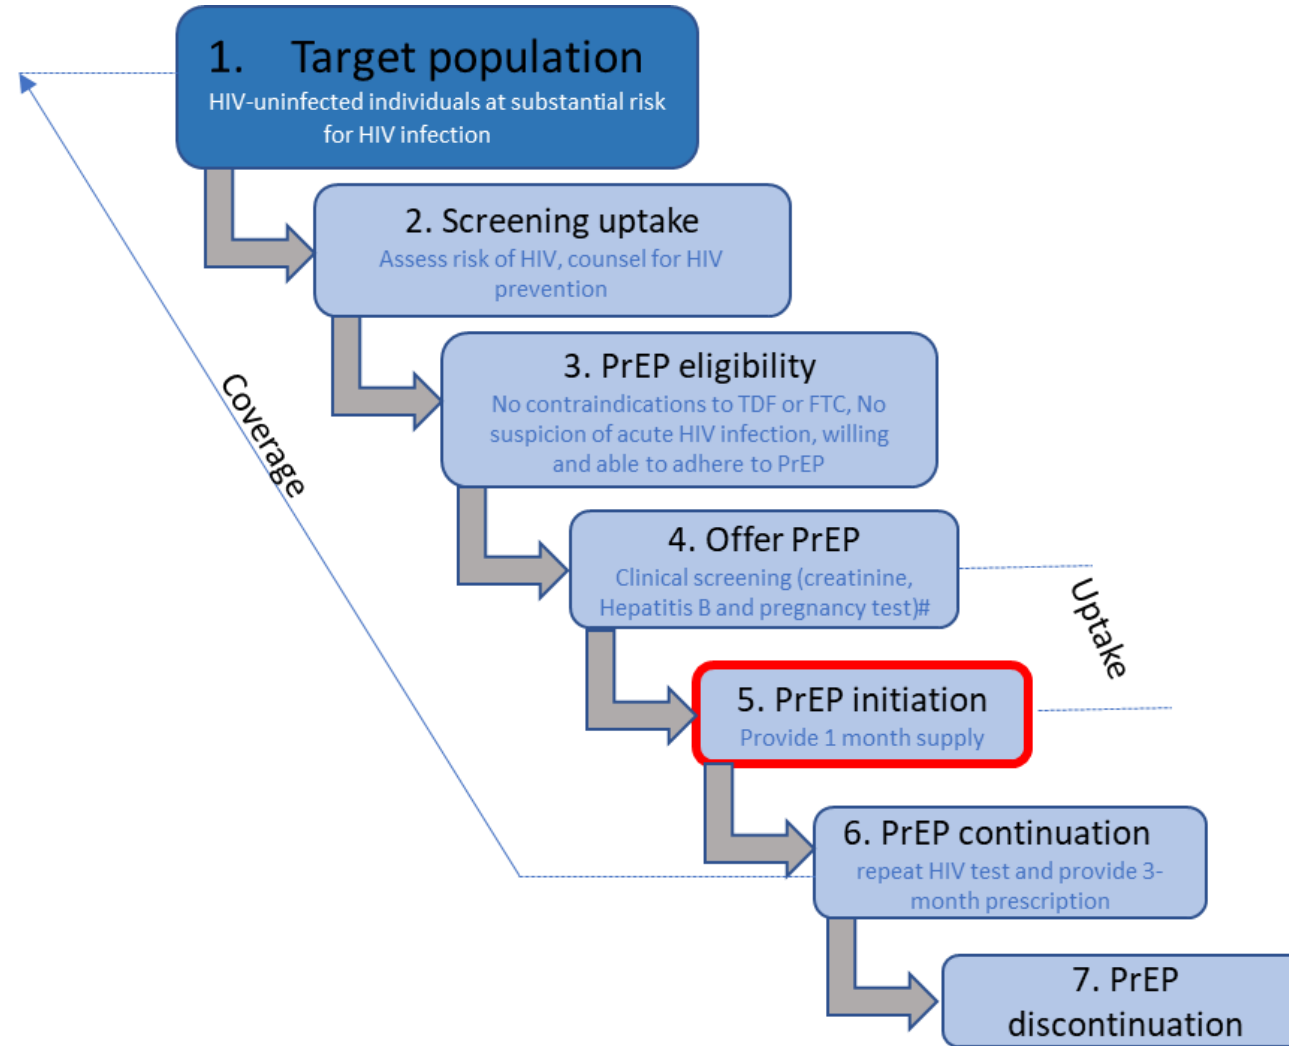 1. Target population
HIV-uninfected individuals at substantial risk
for HIV infection
2. Screening uptake
Assess risk of HIV, counsel for HIV
prevention
3. PrEP eligibility
No contraindications to TDF or FTC, No
suspicion of acute HIV infection, willing
and able to adhere to PrEP
Coverage
4. Offer PrEP
Clinical screening (creatinine,
Hepatitis B and pregnancy test)#
Uptake
5. PrEP initiation
Provide 1 month supply
6. PrEP continuation
repeat HIV test and provide 3-
month prescription
7. PrEP
discontinuation